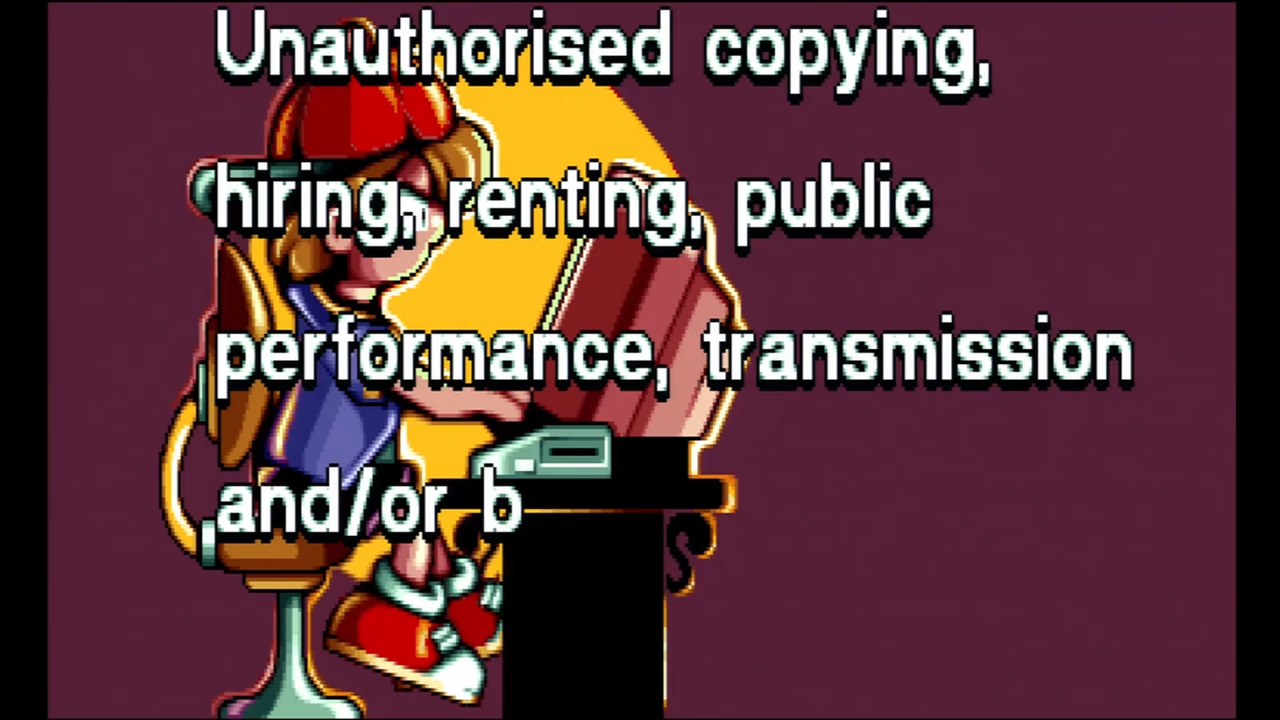 Unauthorised copying,
hiring, renting, public
performance, transmission
and/or b